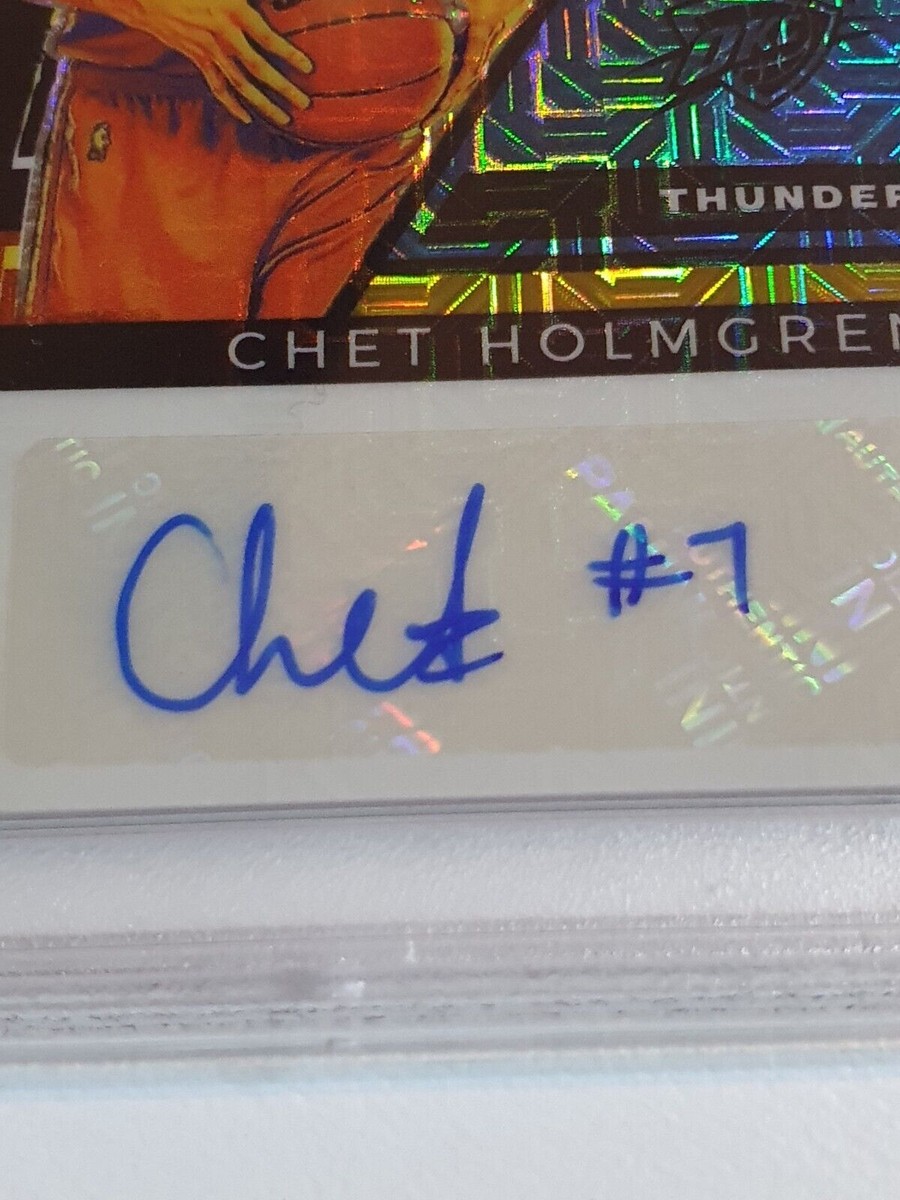 THUNDER
CHET HOLMGREN
Chet #7